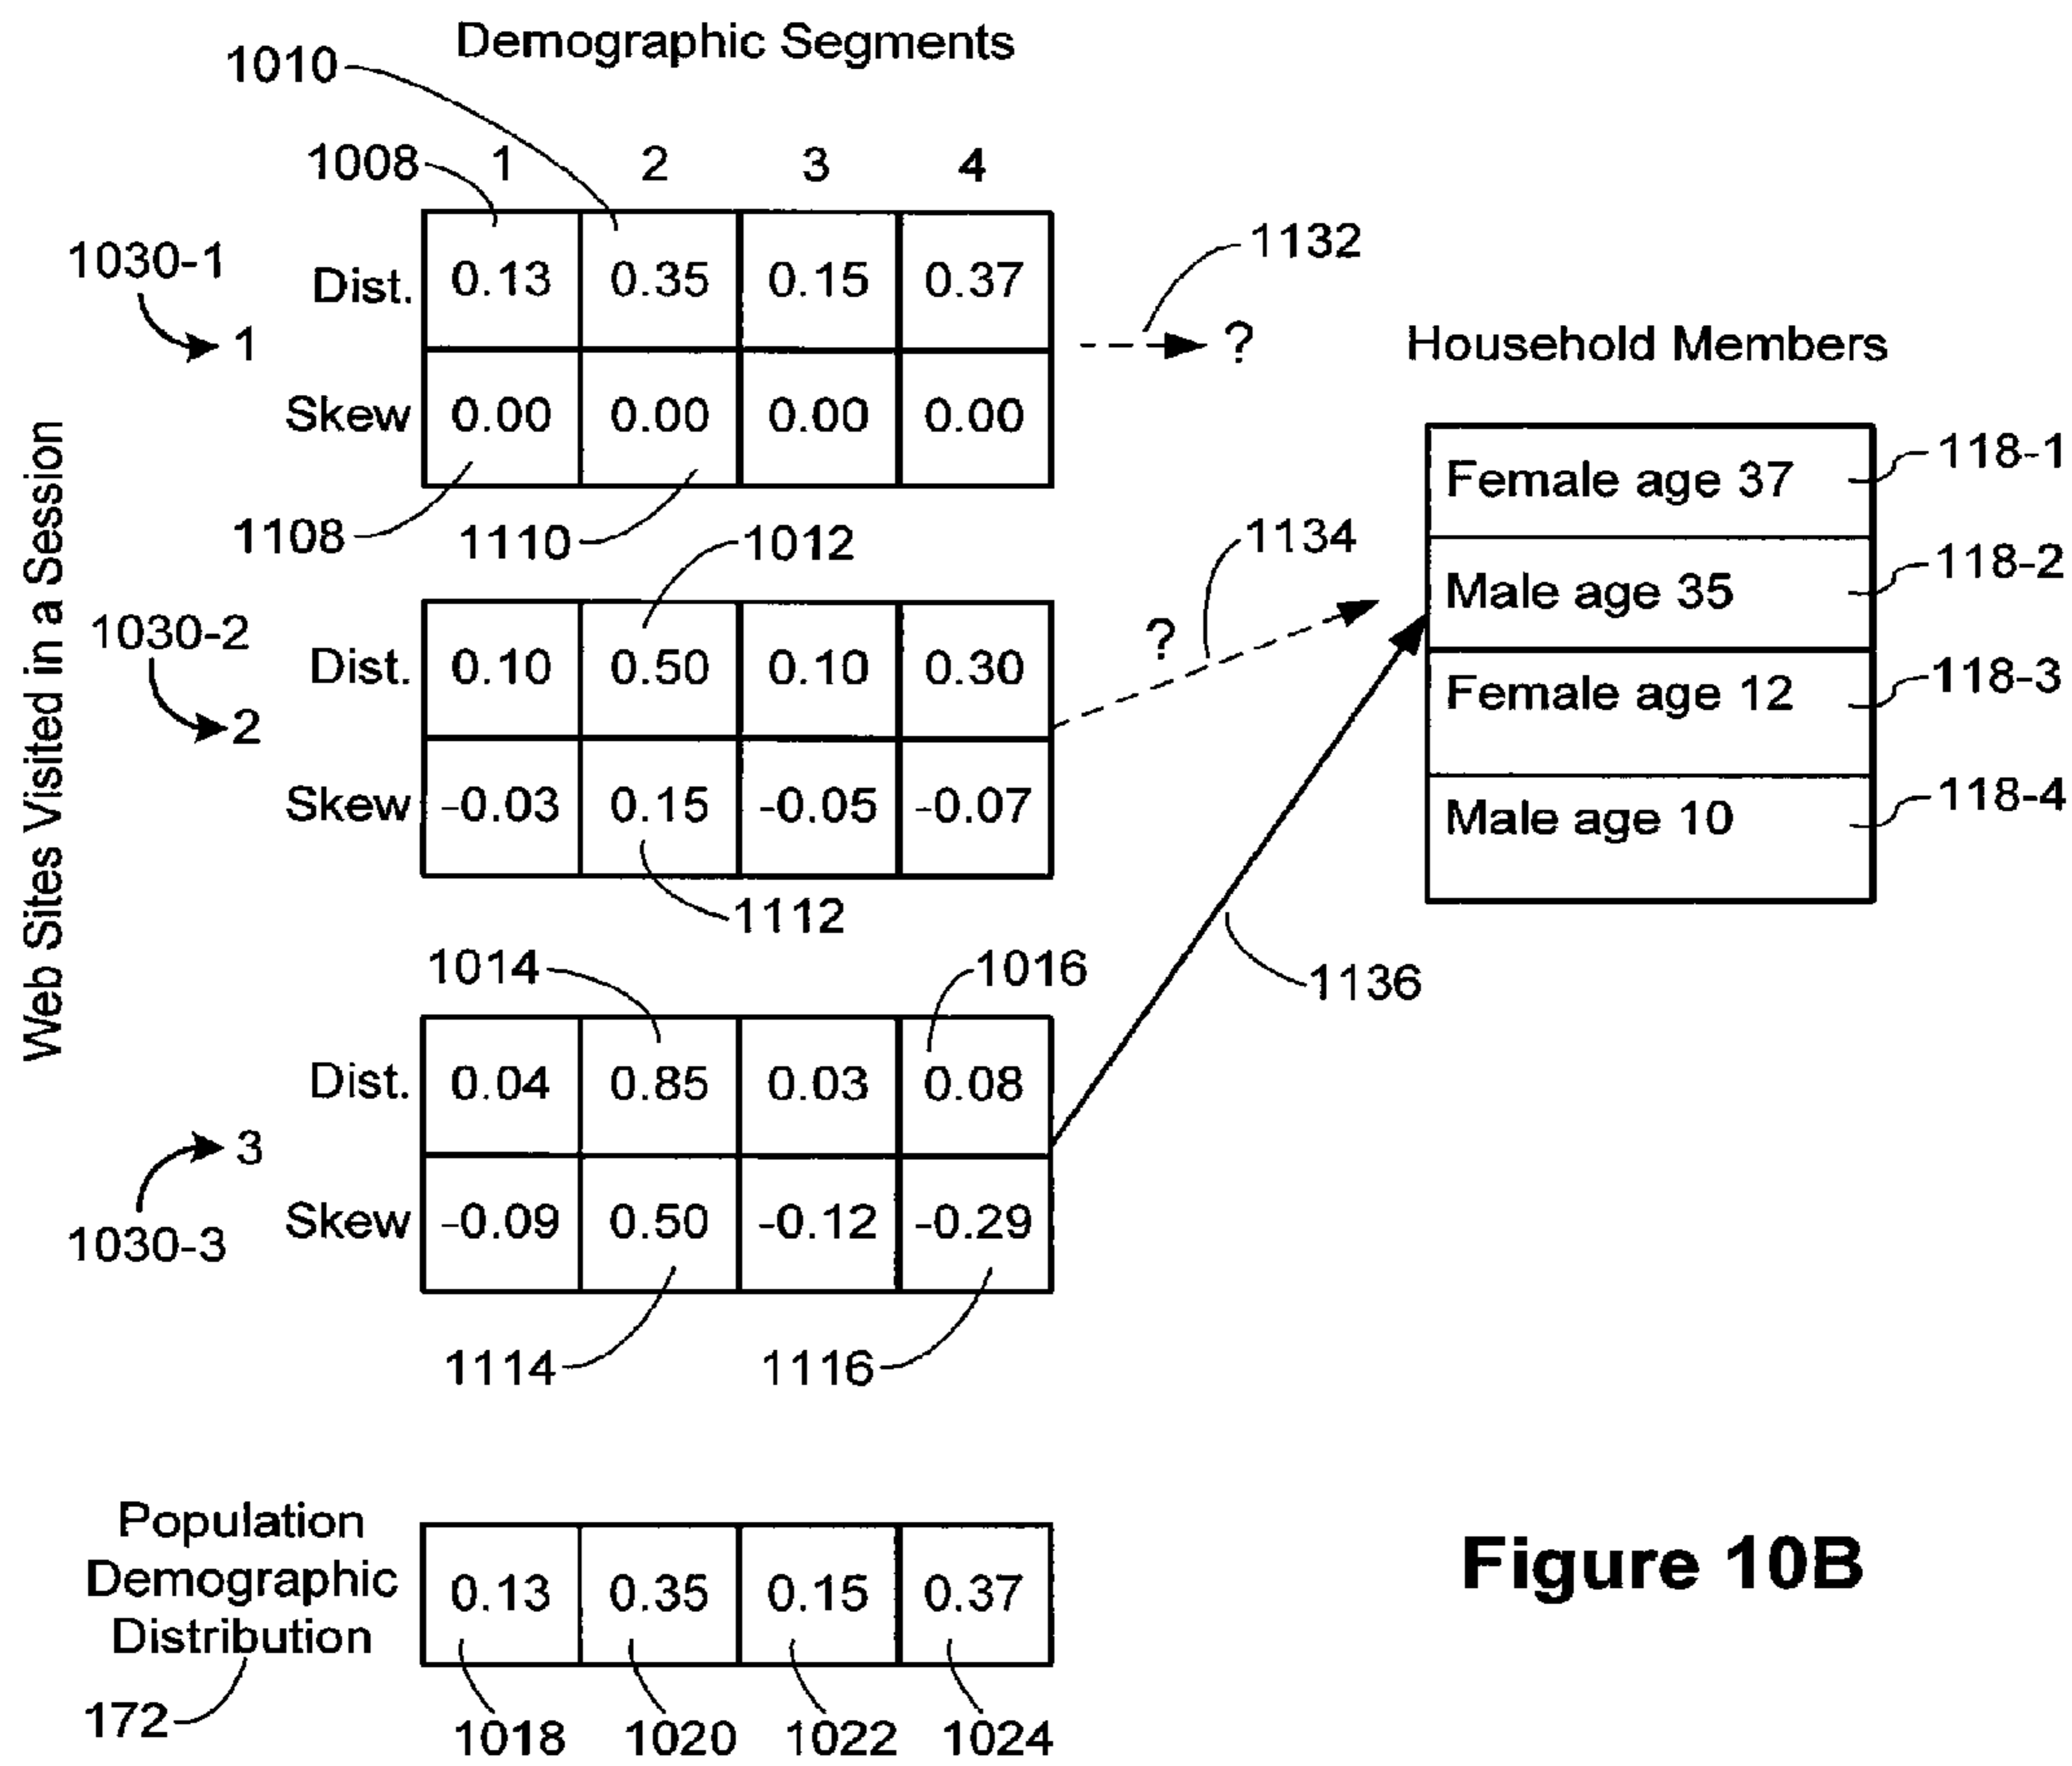 Demographic Segments
1010
1008 1 2 3 4
1030-1
Dist. 0.13 0.35 0.15 0.37
1132
1 ?
Skew 0.00 0.00 0.00 0.00
1108 1110
Household Members
Female age 37 118-1
Male age 35 118-2
Female age 12 118-3
Male age 10 118-4
Web Sites Visited in a Session
1012
1134
1030-2
Dist. 0.10 0.50 0.10 0.30
?
2
Skew -0.03 0.15 -0.05 -0.07
1112
1014 1016
1136
Dist. 0.04 0.85 0.03 0.08
3
Skew -0.09 0.50 -0.12 -0.29
1030-3
1114 1116
Population
Demographic
Distribution
0.13 0.35 0.15 0.37
172
1018 1020 1022 1024
Figure 10B